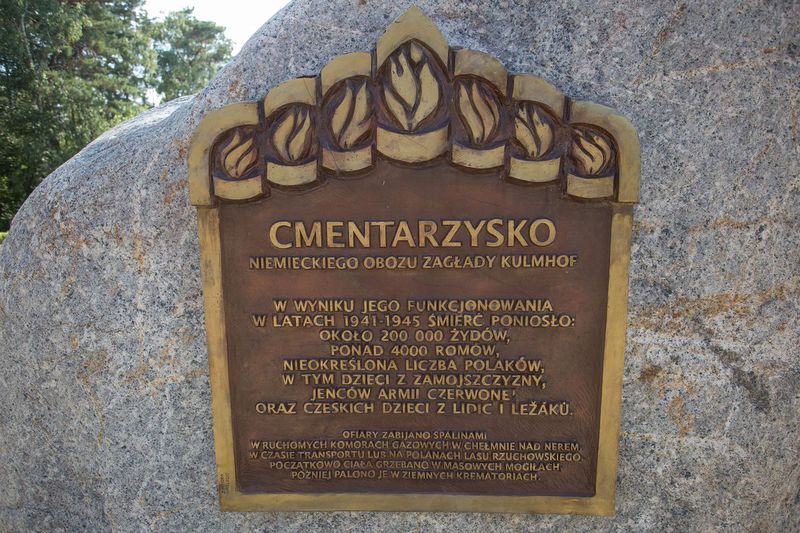 CMENTARZYSKO
NIEMIECKIEGO OBOZU ZAGŁADY KULMHOF
W WYNIKU JEGO FUNKCJONOWANIA
W LATACH 1941-1945 ŚMIERĆ PONIOSŁO:
OKOŁO 200 000 ŻYDÓW,
PONAD 4000 ROMÓW,
NIEOKREŚLONA LICZBA POLAKÓW,
W TYM DZIECI Z ZAMOJSZCZYZNY,
JEŃCÓW ARMII CZERWONEJ
ORAZ CZESKICH DZIECI Z LIDIC I LEŽÁKŮ.
OFIARY ZABIJANO SPALINAMI
W RUCHOMYCH KOMORACH GAZOWYCH W CHEŁMNIE NAD NEREM,
W CZASIE TRANSPORTU LUB NA POLANACH LASU RZUCHOWSKIEGO.
POCZĄTKOWO CIAŁA GRZEBANO W MASOWYCH MOGIŁACH,
PÓŹNIEJ PALONO JE W ZIEMNYCH KREMATORIACH.